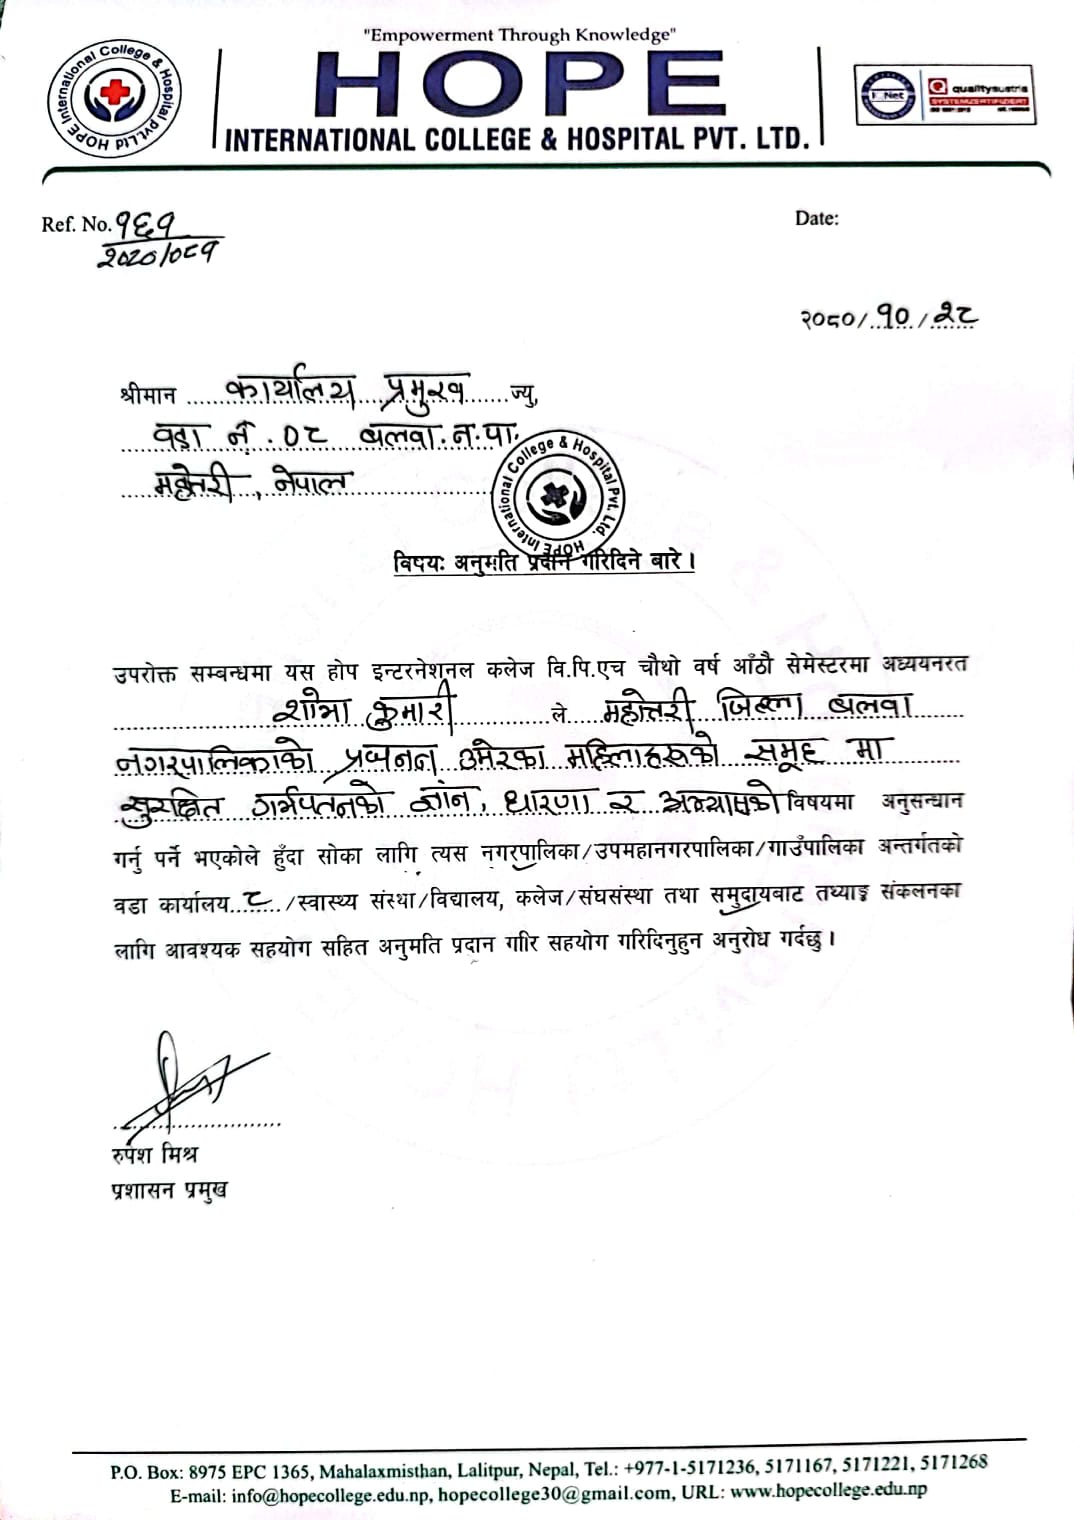 "Empowerment Through Knowledge"
HOPE
INTERNATIONAL COLLEGE & HOSPITAL PVT. LTD.
HOPE International College & Hospital Pvt. Ltd.
IQNet
qualityaustria
SYSTEMZERTIFIZIERT
Ref. No. १६१
२०८०/०८१
Date:
२०८०/१०/२८
श्रीमान कार्यालय प्रमुख ज्यु,
वडा नं. ०८ बलवा.न.पा.
महोत्तरी, नेपाल
HOPE International College & Hospital Pvt. Ltd.
विषयः अनुमति प्रदान गरिदिने बारे ।
उपरोक्त सम्बन्धमा यस होप इन्टरनेशनल कलेज वि.पि.एच चौथो वर्ष आँठौ सेमेस्टरमा अध्ययनरत
शोभा कुमारी ले महोत्तरी जिल्ला बलवा
नगरपालिकाको प्रजनन उमेरका महिलाहरूको समूह मा
सुरक्षित गर्भपतनको ज्ञान, धारणा र अभ्यासको विषयमा अनुसन्धान
गर्नु पर्ने भएकोले हुँदा सोका लागि त्यस नगरपालिका/उपमहानगरपालिका/गाउँपालिका अन्तर्गतको
वडा कार्यालय ८ /स्वास्थ्य संस्था/विद्यालय, कलेज/संघसंस्था तथा समुदायबाट तथ्याङ्क संकलनका
लागि आवश्यक सहयोग सहित अनुमति प्रदान गरि सहयोग गरिदिनुहुन अनुरोध गर्दछु ।
रुपेश मिश्र
प्रशासन प्रमुख
P.O. Box: 8975 EPC 1365, Mahalaxmisthan, Lalitpur, Nepal, Tel.: +977-1-5171236, 5171167, 5171221, 5171268
E-mail: info@hopecollege.edu.np, hopecollege30@gmail.com, URL: www.hopecollege.edu.np